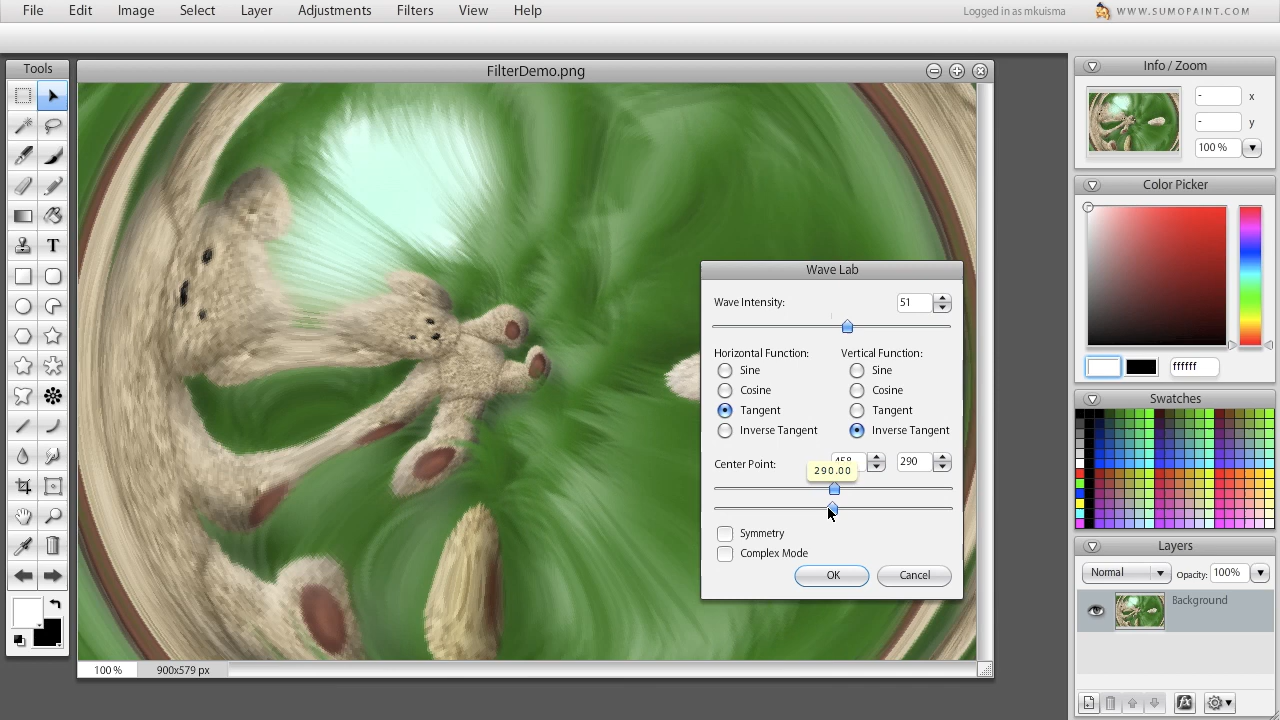 File Edit Image Select Layer Adjustments Filters View Help Logged in as mkuisma WWW.SUMOPAINT.COM
Tools
FilterDemo.png
T
100 % 900x579 px
Wave Lab
Wave Intensity: 51
Horizontal Function: Vertical Function:
Sine Sine
Cosine Cosine
Tangent Tangent
Inverse Tangent Inverse Tangent
Center Point: 290
290.00
Symmetry
Complex Mode
OK Cancel
Info / Zoom
- x
- y
100 %
Color Picker
ffffff
Swatches
Layers
Normal Opacity: 100%
Background